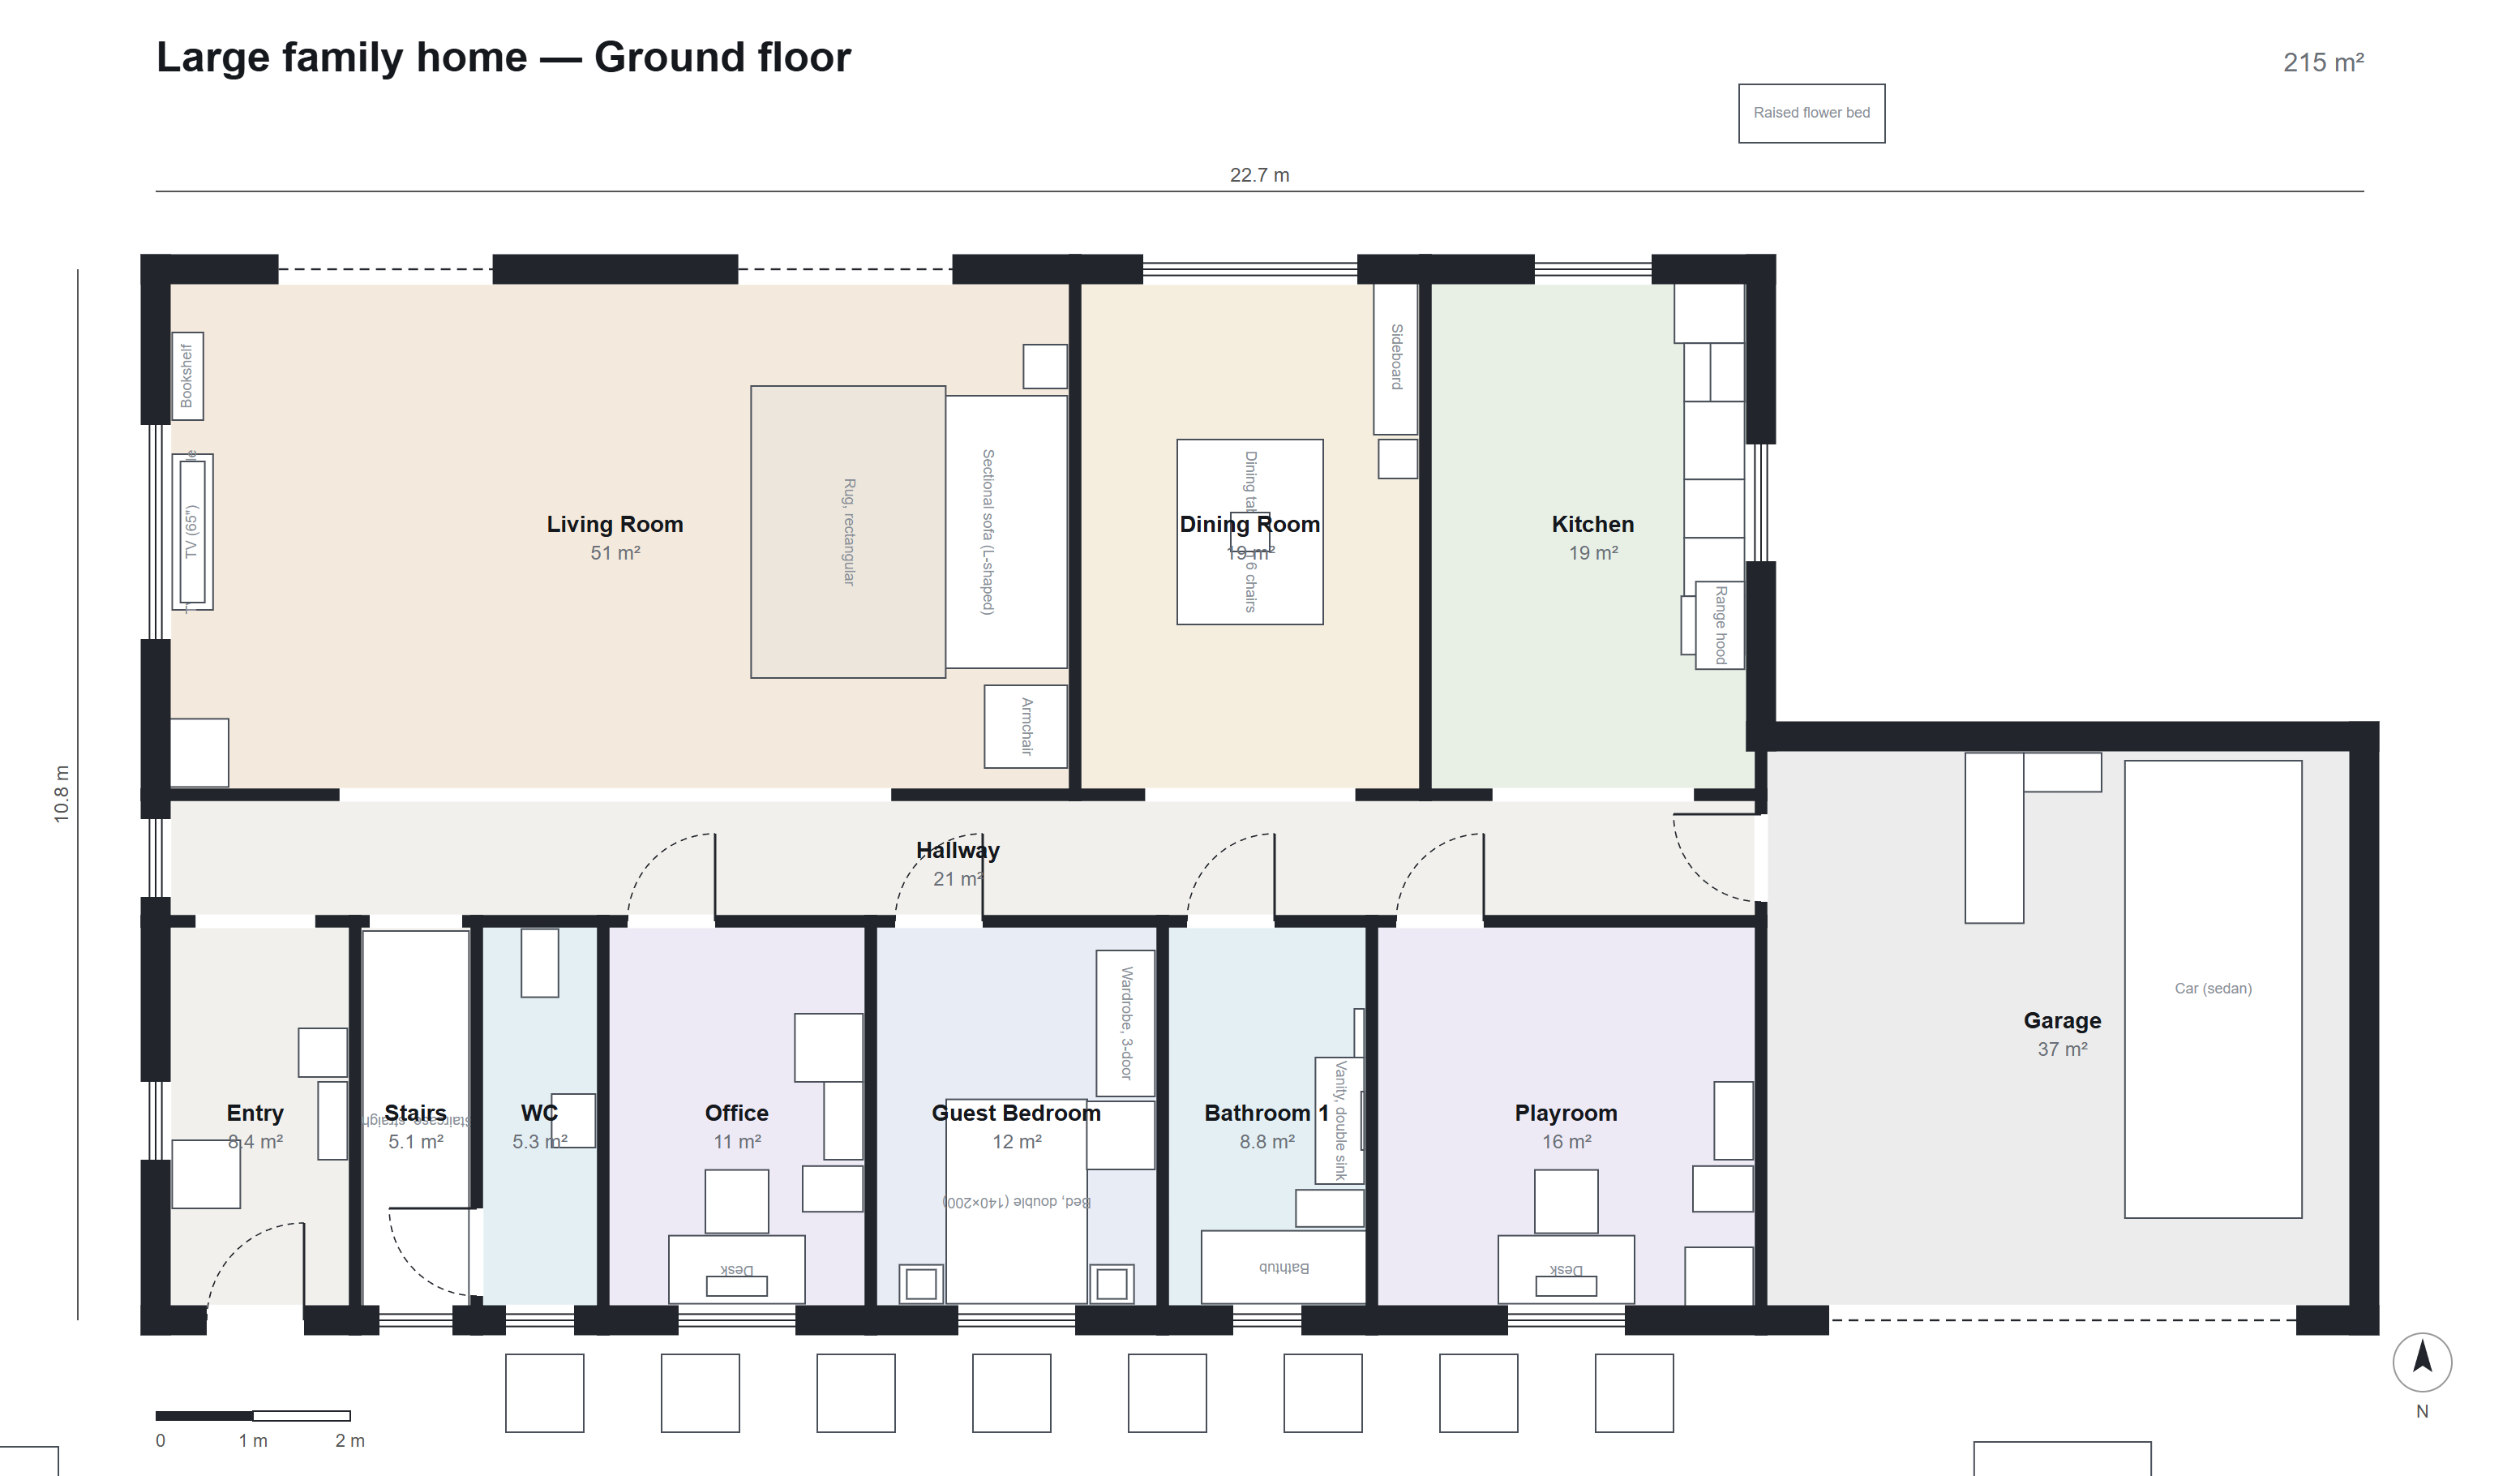 Large family home — Ground floor
215 m²
Raised flower bed
22.7 m
10.8 m
Bookshelf
TV (65")
Living Room
51 m²
Rug, rectangular
Sectional sofa (L-shaped)
Armchair
Sideboard
Dining Room
19 m²
Dining
6 chairs
Kitchen
19 m²
Range hood
Hallway
21 m²
Entry
8.4 m²
Stairs
5.1 m²
WC
5.3 m²
Office
11 m²
Desk
Guest Bedroom
12 m²
Wardrobe, 3-door
Bed, double (140×200)
Bathroom 1
8.8 m²
Vanity, double sink
Bathtub
Playroom
16 m²
Desk
Garage
37 m²
Car (sedan)
0
1 m
2 m
N